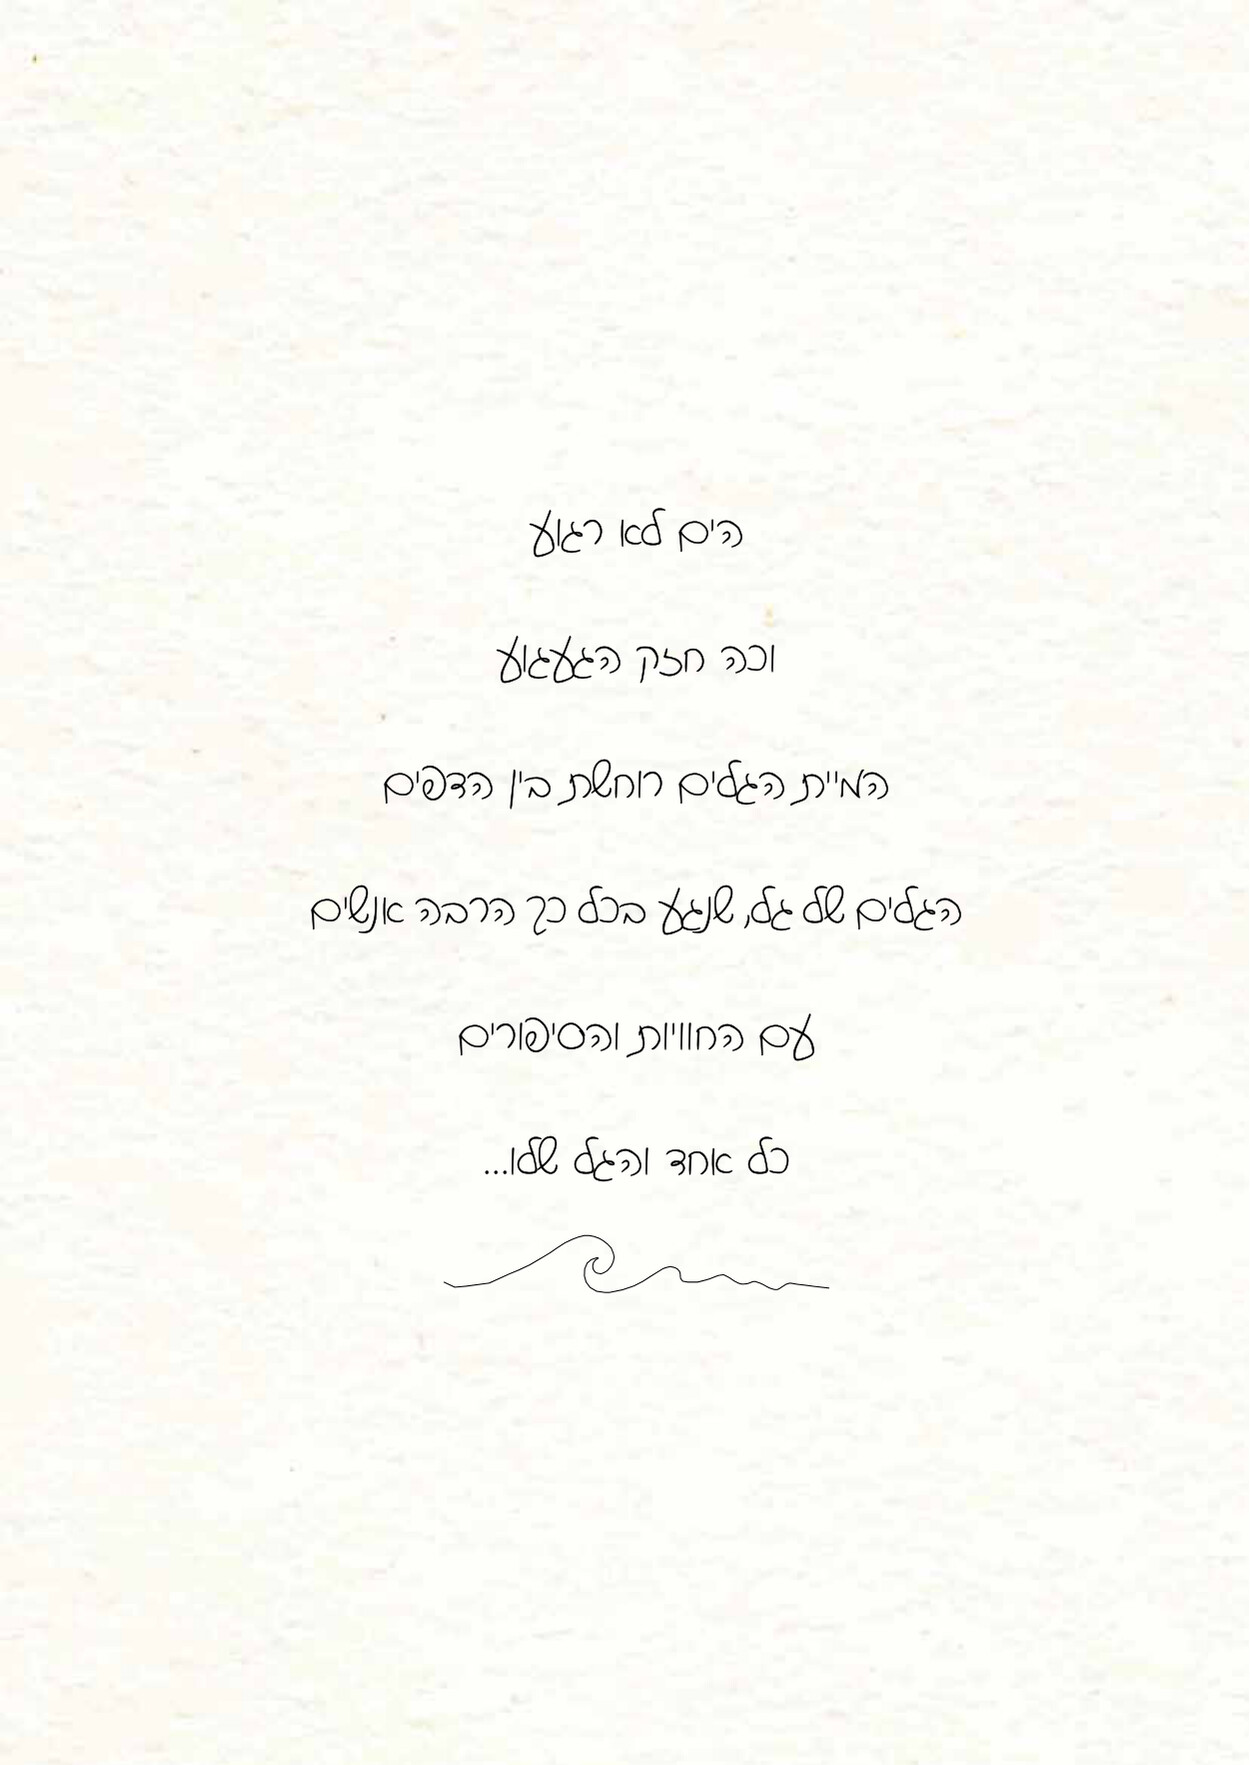 הים לא רגוע
וכה חזק הגעגוע
המיית הגלים רוחשת בין הדפים
הגלים של גל, שנגע בכל כך הרבה אנשים
עם החוויות והסיפורים
כל אחד והגל שלו...